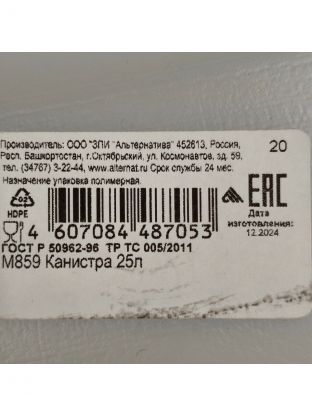 Производитель: ООО "ЗПИ "Альтернатива" 452613, Россия,
Респ. Башкортостан, г.Октябрьский, ул. Космонавтов, зд. 59,
тел. (34767) 3-22-44, www.alternat.ru Срок службы 24 мес.
Назначение упаковка полимерная.
20
02
HDPE
EAC
Дата
изготовления:
12.2024
4 607084 487053
ГОСТ Р 50962-96 ТР ТС 005/2011
М859 Канистра 25л